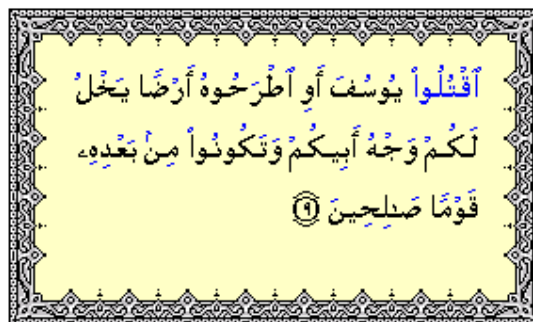 ٱقْتُلُوا۟ يُوسُفَ أَوِ ٱطْرَحُوهُ أَرْضًا يَخْلُ
لَكُمْ وَجْهُ أَبِيكُمْ وَتَكُونُوا۟ مِنۢ بَعْدِهِۦ
قَوْمًا صَـٰلِحِينَ ٩